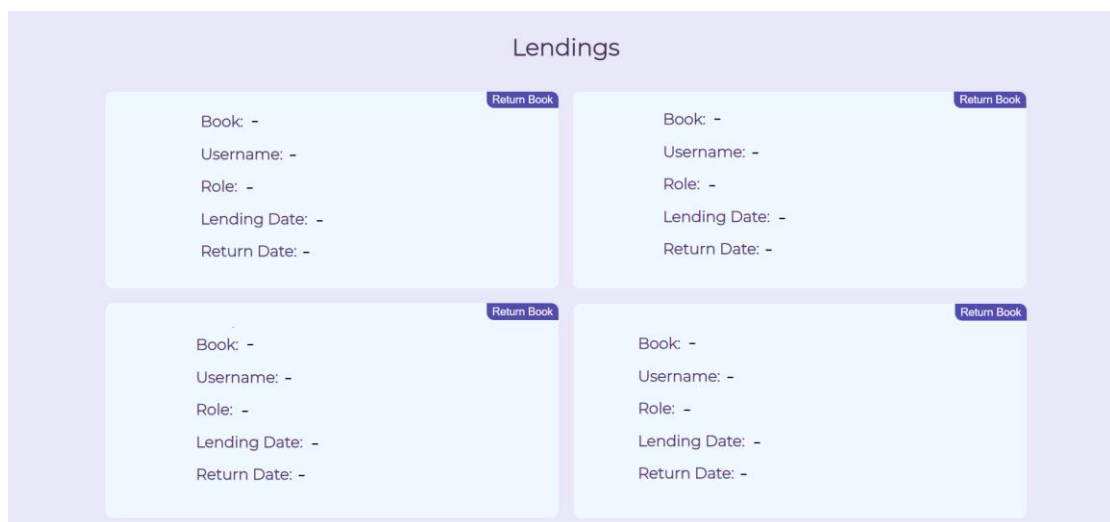 Lendings
Return Book
Book: -
Username: -
Role: -
Lending Date: -
Return Date: -
Return Book
Book: -
Username: -
Role: -
Lending Date: -
Return Date: -
Return Book
Book: -
Username: -
Role: -
Lending Date: -
Return Date: -
Return Book
Book: -
Username: -
Role: -
Lending Date: -
Return Date: -